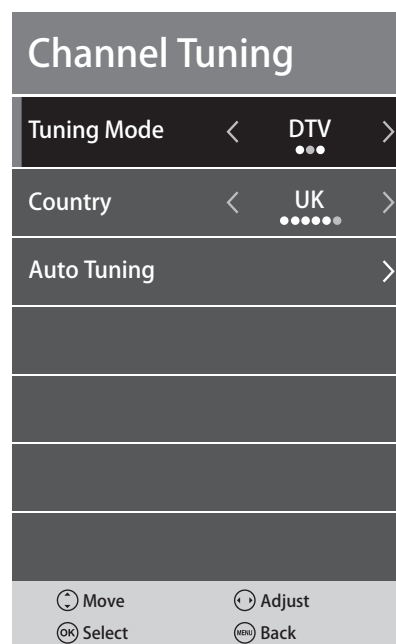 Channel Tuning
Tuning Mode < DTV >
Country < UK >
Auto Tuning >
Move Adjust
OK Select MENU Back